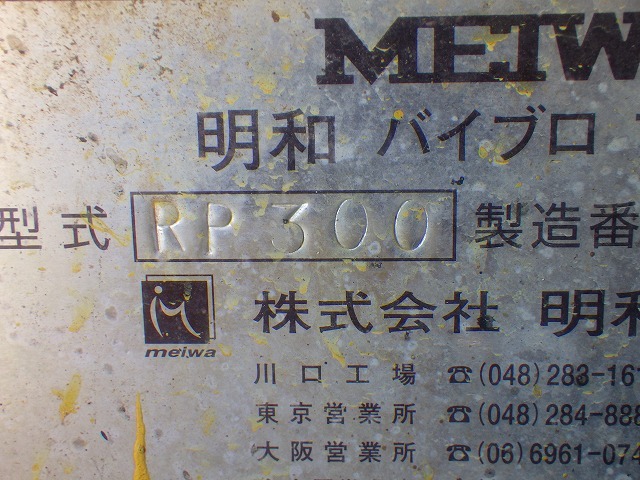 MEIW
明和 バイブロ
型式 RP300 製造番
meiwa
株式会社 明和
川口工場 ☎(048)283-161
東京営業所 ☎(048)284-888
大阪営業所 ☎(06)6961-074